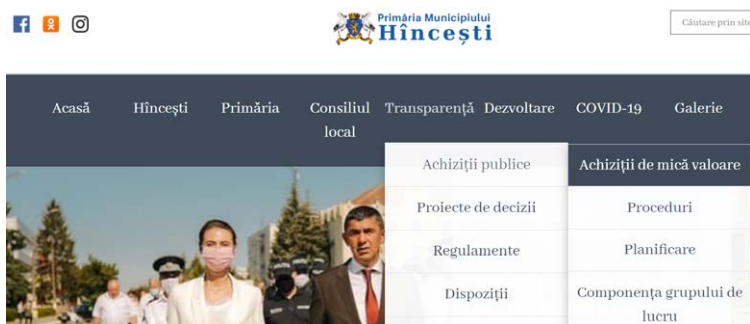 Primăria Municipiului
Hîncești
Căutare prin site
Acasă Hîncești Primăria Consiliul local Transparență Dezvoltare COVID-19 Galerie
Achiziții publice
Proiecte de decizii
Regulamente
Dispoziții
Achiziții de mică valoare
Proceduri
Planificare
Componența grupului de
lucru